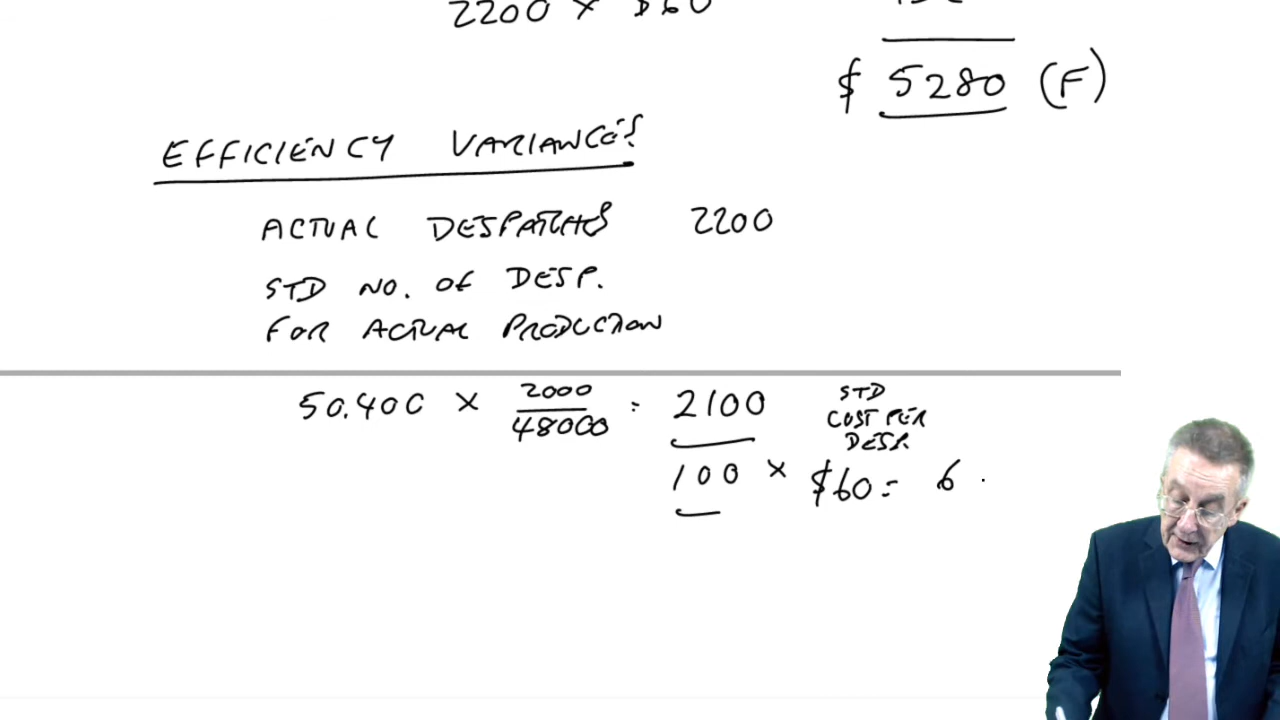 2200 × $60
$ 5280 (F)
EFFICIENCY VARIANCES
ACTUAL DESPATCHES 2200
STD NO. OF DESP.
FOR ACTUAL PRODUCTION
50,400 × 2000/48000 = 2100
STD
COST PER
DESP.
100 × $60 = 6